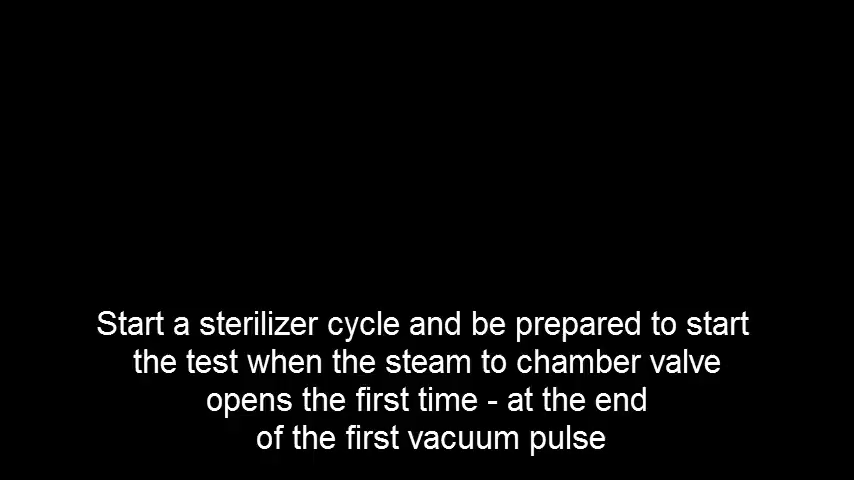 Start a sterilizer cycle and be prepared to start
the test when the steam to chamber valve
opens the first time - at the end
of the first vacuum pulse